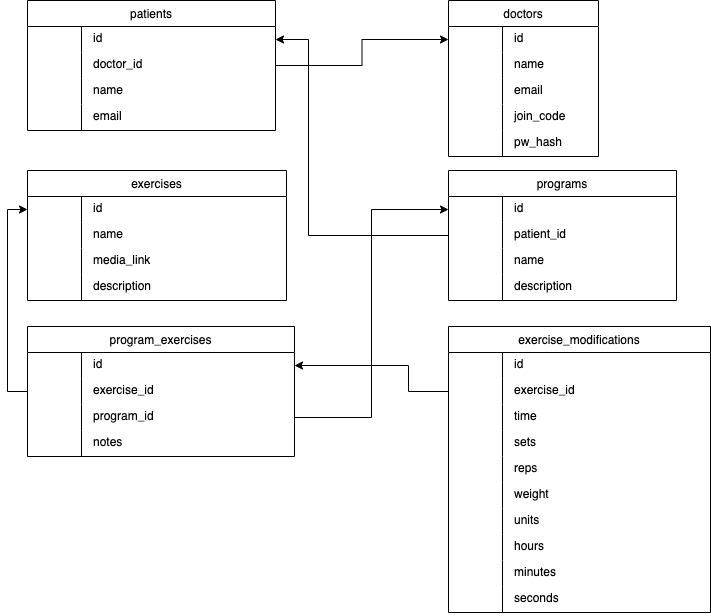 patients
id
doctor_id
name
email
doctors
id
name
email
join_code
pw_hash
exercises
id
name
media_link
description
programs
id
patient_id
name
description
program_exercises
id
exercise_id
program_id
notes
exercise_modifications
id
exercise_id
time
sets
reps
weight
units
hours
minutes
seconds